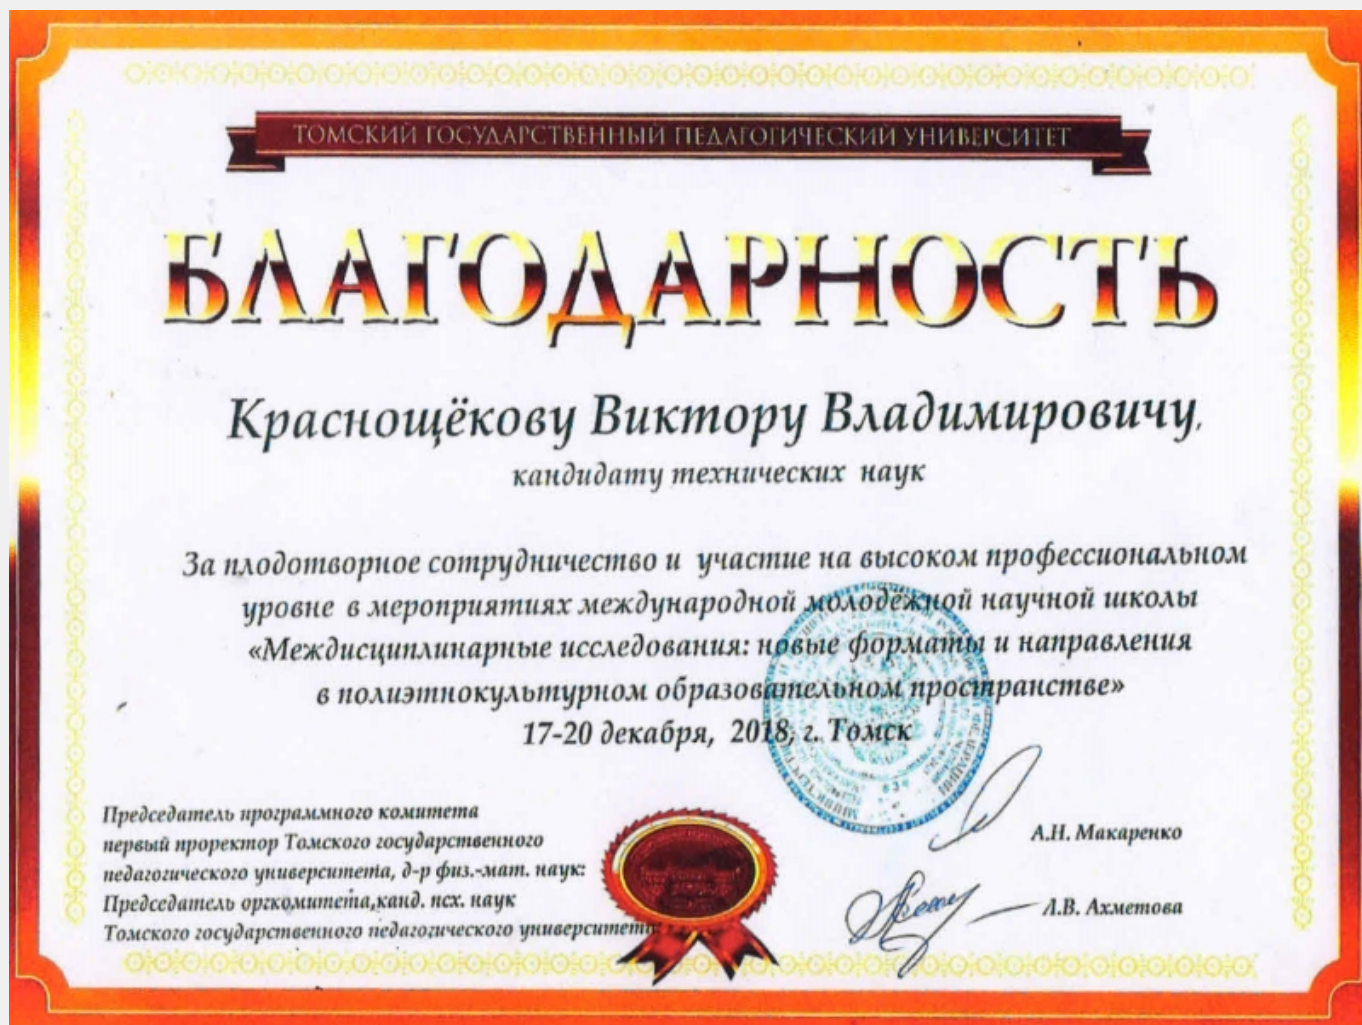 ТОМСКИЙ ГОСУДАРСТВЕННЫЙ ПЕДАГОГИЧЕСКИЙ УНИВЕРСИТЕТ
БЛАГОДАРНОСТЬ
Краснощёкову Виктору Владимировичу,
кандидату технических наук
За плодотворное сотрудничество и участие на высоком профессиональном
уровне в мероприятиях международной молодёжной научной школы
«Междисциплинарные исследования: новые форматы и направления
в полиэтнокультурном образовательном пространстве»
17-20 декабря, 2018, г. Томск
Председатель программного комитета
первый проректор Томского государственного
педагогического университета, д-р физ.-мат. наук:
А.Н. Макаренко
Председатель оргкомитета,канд. псх. наук
Томского государственного педагогического университета
Л.В. Ахметова